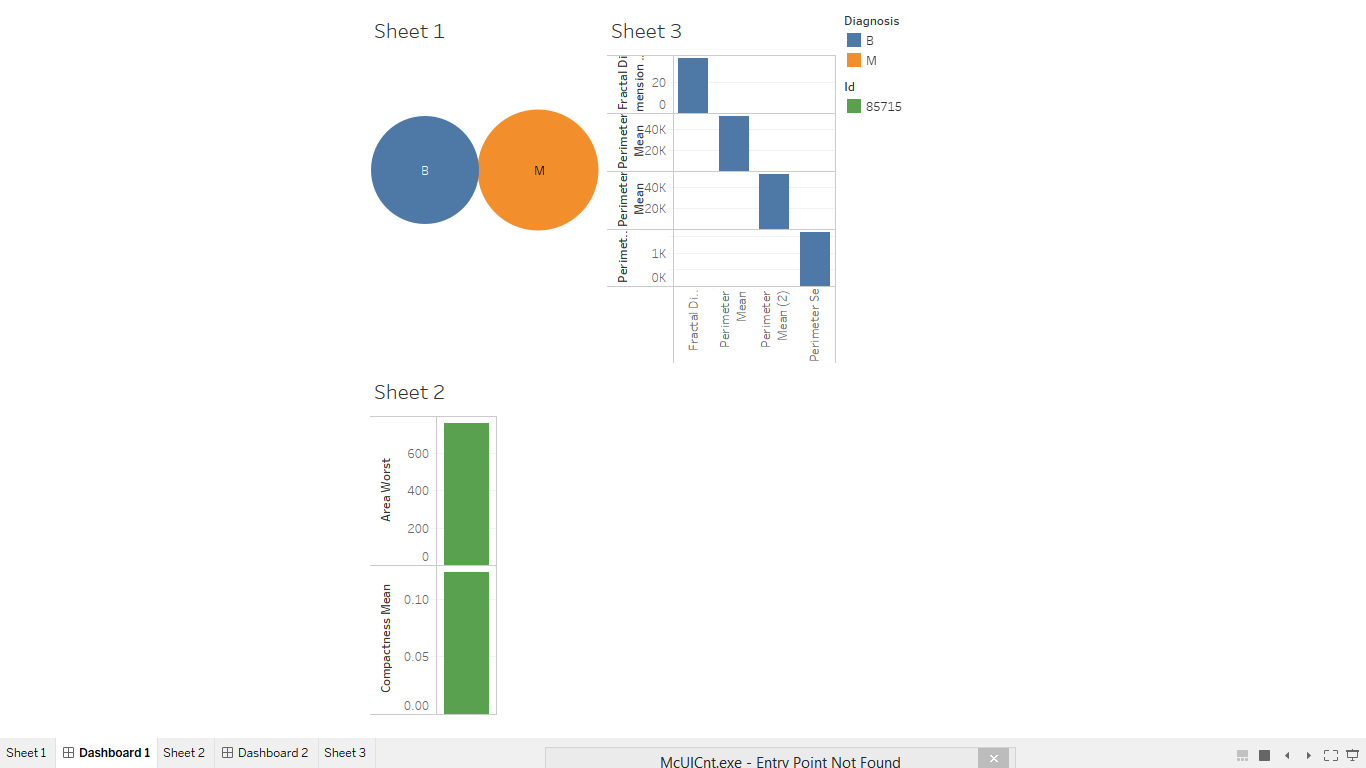 Sheet 1
B
M
Sheet 3
Fractal Di
mension ..
20
0
Perimeter
Mean
40K
20K
Perimeter
Mean
40K
20K
Perimet..
1K
0K
Fractal Di..
Perimeter
Mean
Perimeter
Mean (2)
Perimeter Se
Diagnosis
B
M
Id
85715
Sheet 2
Area Worst
600
400
200
0
Compactness Mean
0.10
0.05
0.00
Sheet 1
Dashboard 1
Sheet 2
Dashboard 2
Sheet 3
McUICnt.exe - Entry Point Not Found